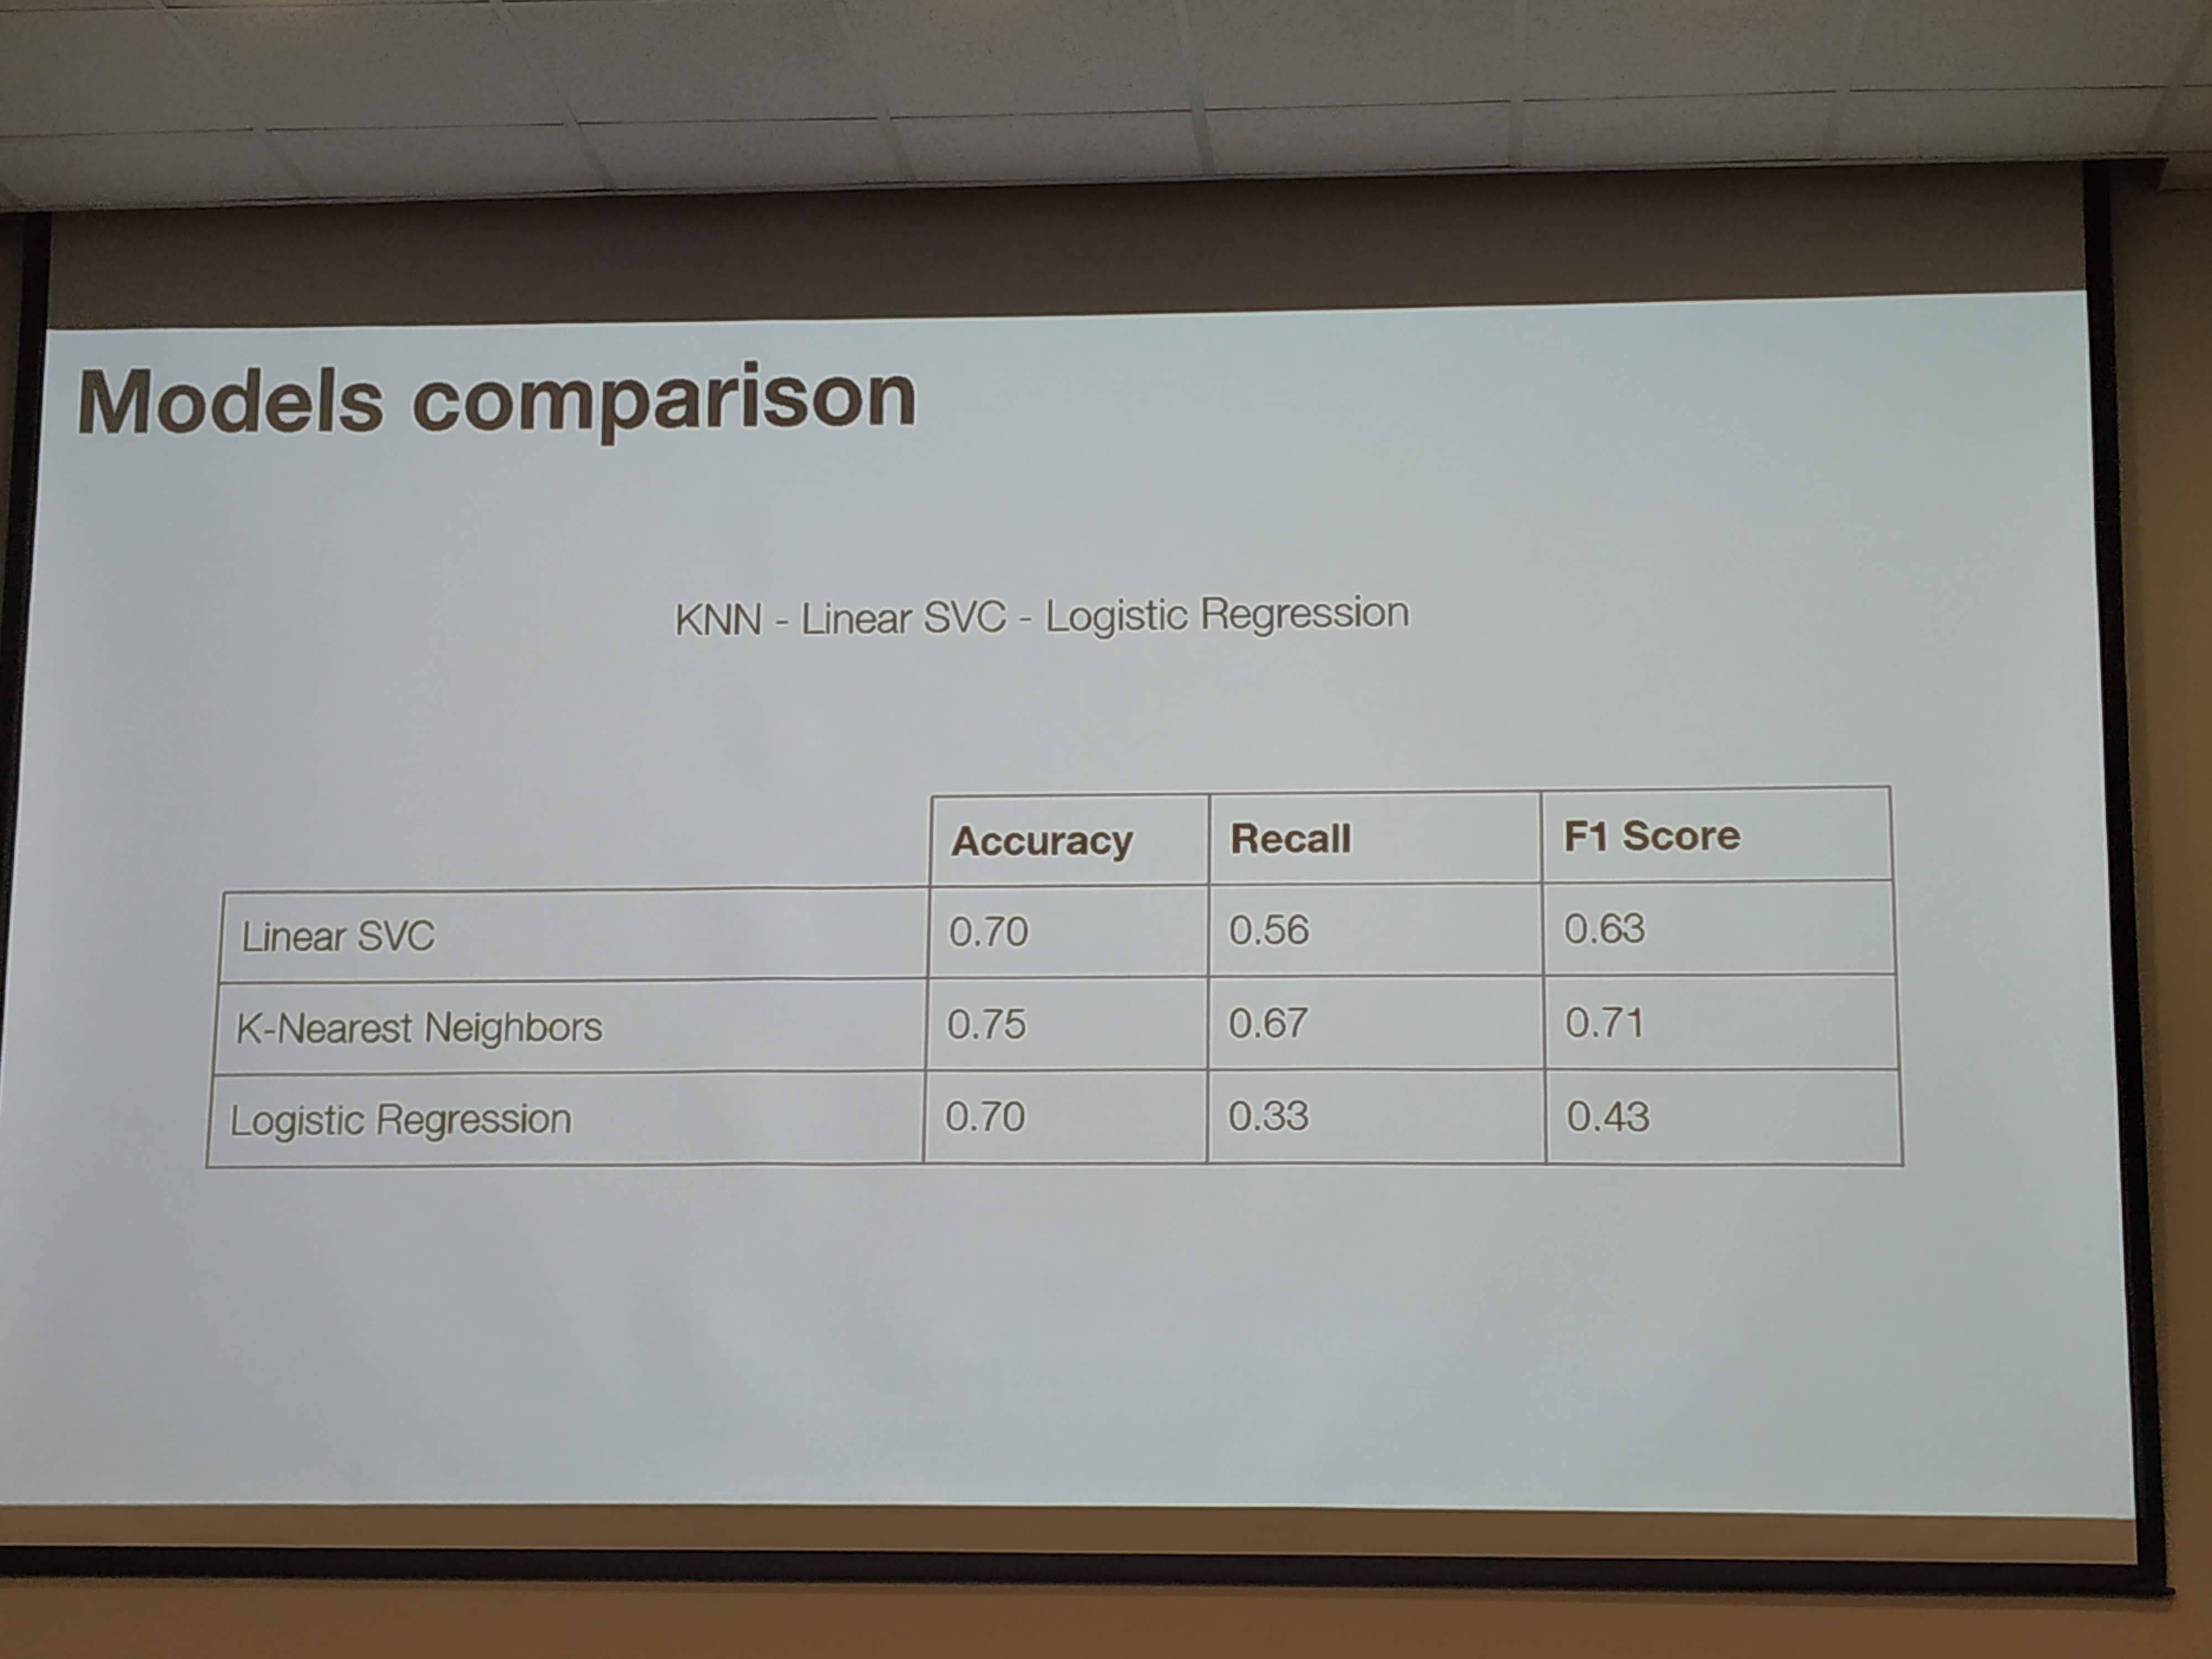 Models comparison
KNN - Linear SVC - Logistic Regression
Accuracy Recall F1 Score
Linear SVC 0.70 0.56 0.63
K-Nearest Neighbors 0.75 0.67 0.71
Logistic Regression 0.70 0.33 0.43